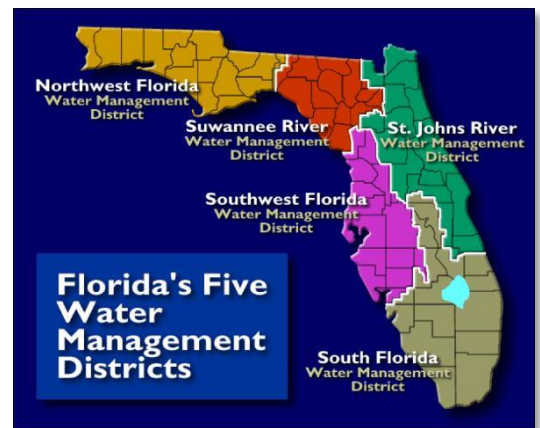 Northwest Florida
Water Management
District
Suwannee River
Water Management
District
St. Johns River
Water Management
District
Southwest Florida
Water Management
District
Florida's Five
Water
Management
Districts
South Florida
Water Management
District